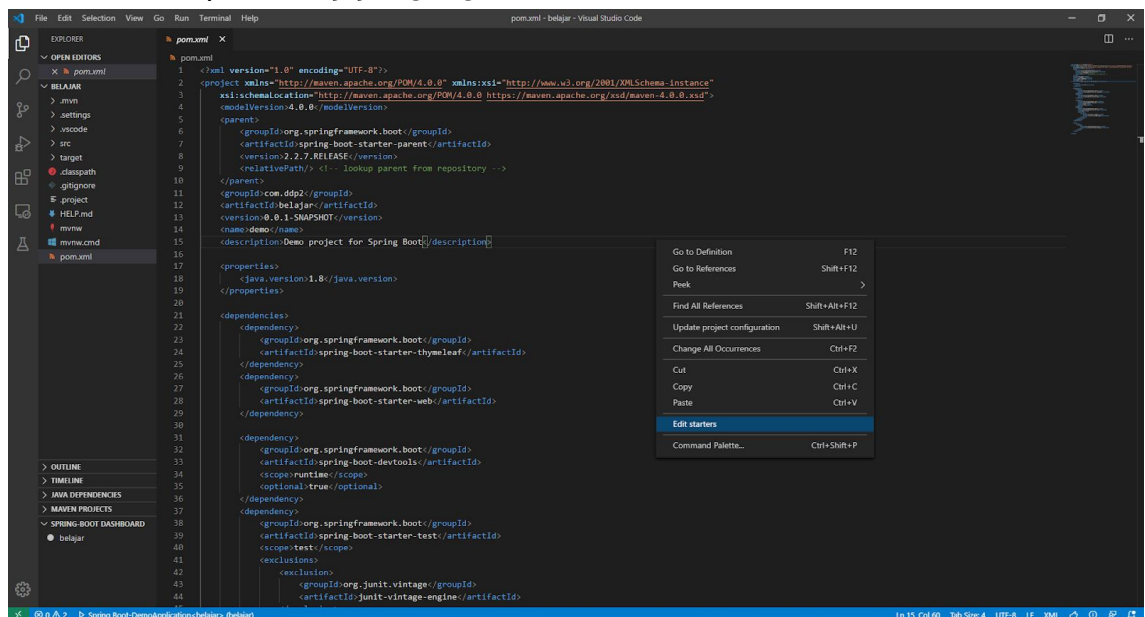 File Edit Selection View Go Run Terminal Help
pom.xml - belajar - Visual Studio Code
EXPLORER
OPEN EDITORS
pom.xml
BELAJAR
.mvn
.settings
.vscode
src
target
.classpath
.gitignore
.project
HELP.md
mvnw
mvnw.cmd
pom.xml
OUTLINE
TIMELINE
JAVA DEPENDENCIES
MAVEN PROJECTS
SPRING-BOOT DASHBOARD
belajar
pom.xml
pom.xml
1 <?xml version="1.0" encoding="UTF-8"?>
2 <project xmlns="http://maven.apache.org/POM/4.0.0" xmlns:xsi="http://www.w3.org/2001/XMLSchema-instance"
3 xsi:schemaLocation="http://maven.apache.org/POM/4.0.0 https://maven.apache.org/xsd/maven-4.0.0.xsd">
4 <modelVersion>4.0.0</modelVersion>
5 <parent>
6 <groupId>org.springframework.boot</groupId>
7 <artifactId>spring-boot-starter-parent</artifactId>
8 <version>2.2.7.RELEASE</version>
9 <relativePath/> <!-- lookup parent from repository -->
10 </parent>
11 <groupId>com.ddp2</groupId>
12 <artifactId>belajar</artifactId>
13 <version>0.0.1-SNAPSHOT</version>
14 <name>demo</name>
15 <description>Demo project for Spring Boot</description>
16
17 <properties>
18 <java.version>1.8</java.version>
19 </properties>
20
21 <dependencies>
22 <dependency>
23 <groupId>org.springframework.boot</groupId>
24 <artifactId>spring-boot-starter-thymeleaf</artifactId>
25 </dependency>
26 <dependency>
27 <groupId>org.springframework.boot</groupId>
28 <artifactId>spring-boot-starter-web</artifactId>
29 </dependency>
30
31 <dependency>
32 <groupId>org.springframework.boot</groupId>
33 <artifactId>spring-boot-devtools</artifactId>
34 <scope>runtime</scope>
35 <optional>true</optional>
36 </dependency>
37 <dependency>
38 <groupId>org.springframework.boot</groupId>
39 <artifactId>spring-boot-starter-test</artifactId>
40 <scope>test</scope>
41 <exclusions>
42 <exclusion>
43 <groupId>org.junit.vintage</groupId>
44 <artifactId>junit-vintage-engine</artifactId>
Go to Definition F12
Go to References Shift+F12
Peek
Find All References Shift+Alt+F12
Update project configuration Shift+Alt+U
Change All Occurrences Ctrl+F2
Cut Ctrl+X
Copy Ctrl+C
Paste Ctrl+V
Edit starters
Command Palette... Ctrl+Shift+P
0 2 Spring Boot-DemoApplication<belajar> (belajar)
Ln 15, Col 60 Tab Size: 4 UTF-8 LF XML